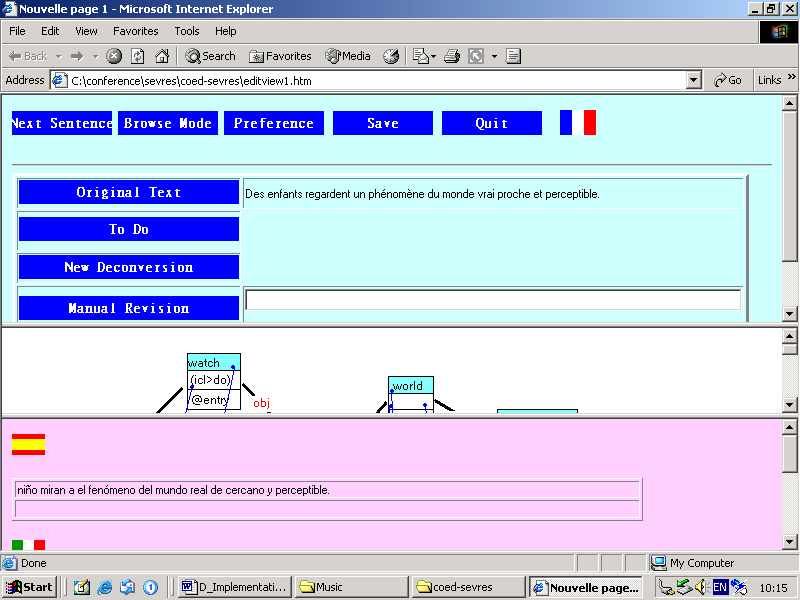 Nouvelle page 1 - Microsoft Internet Explorer
File Edit View Favorites Tools Help
Back Search Favorites Media
Address C:\conference\sevres\coed-sevres\editview1.htm Go Links »
Next Sentence Browse Mode Preference Save Quit
Original Text Des enfants regardent un phénomène du monde vrai proche et perceptible.
To Do
New Deconversion
Manual Revision
watch
(icl>do)
@entry
obj
world
niño miran a el fenómeno del mundo real de cercano y perceptible.
Done My Computer
Start D_Implementati... Music coed-sevres Nouvelle page... EN 10:15